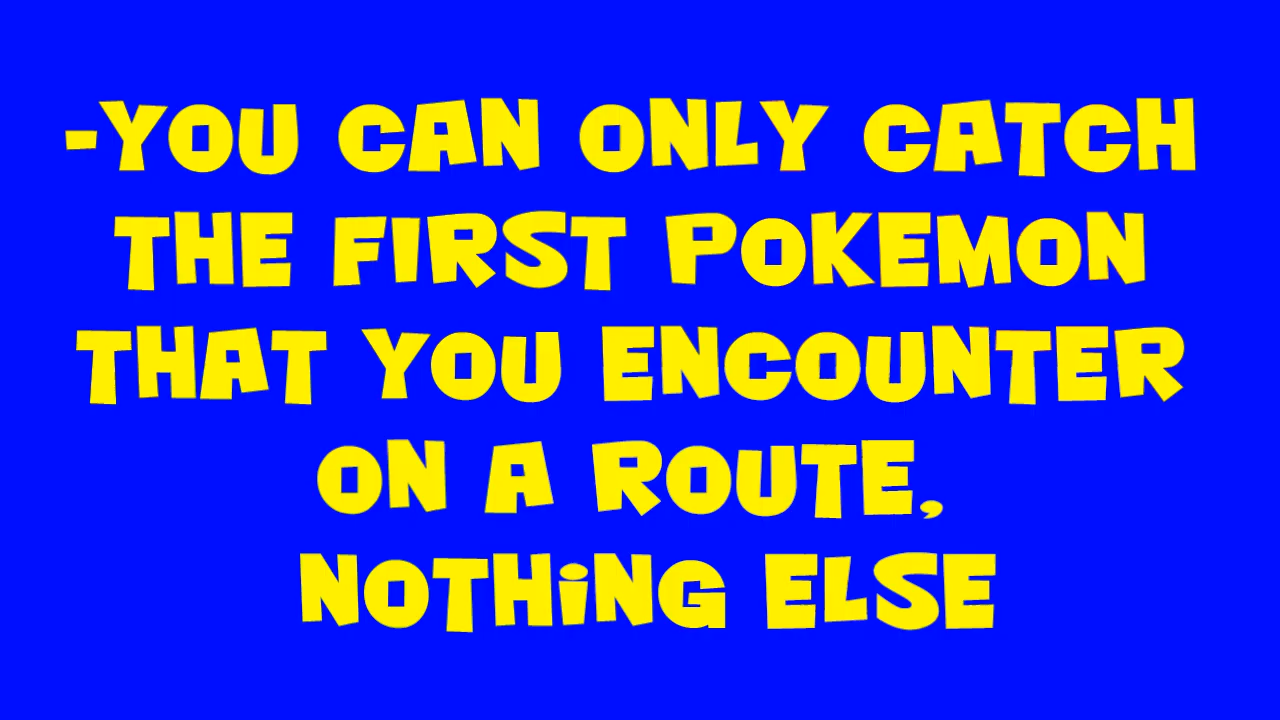 -YOU CAN ONLY CATCH
THE FIRST POKEMON
THAT YOU ENCOUNTER
ON A ROUTE,
NOTHiNG ELSE